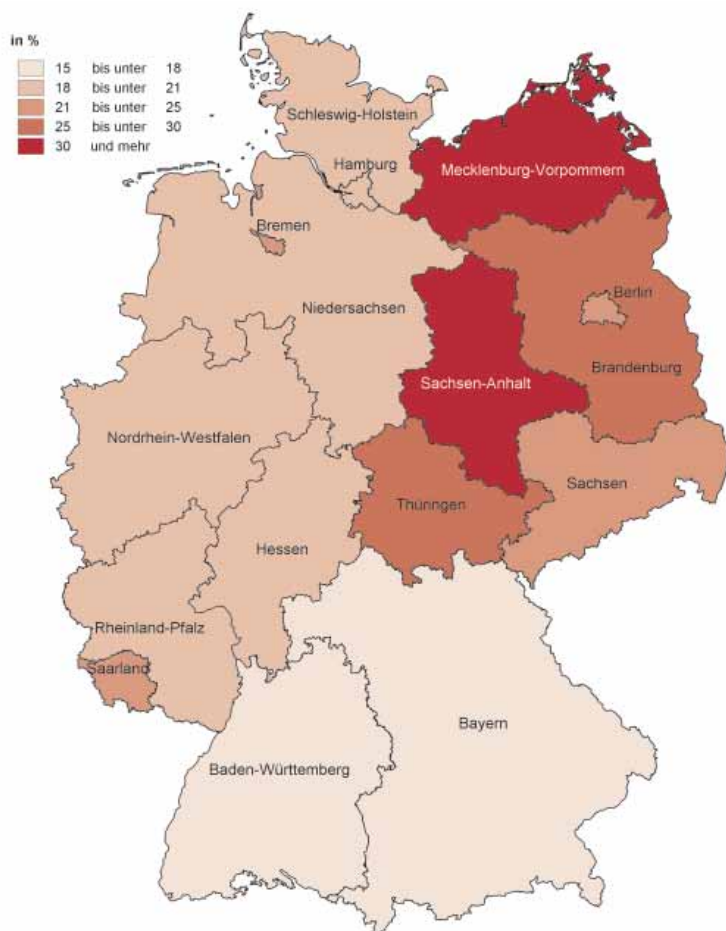 in %
15 bis unter 18
18 bis unter 21
21 bis unter 25
25 bis unter 30
30 und mehr
Schleswig-Holstein
Hamburg
Mecklenburg-Vorpommern
Bremen
Niedersachsen
Berlin
Brandenburg
Sachsen-Anhalt
Nordrhein-Westfalen
Sachsen
Thüringen
Hessen
Rheinland-Pfalz
Saarland
Bayern
Baden-Württemberg